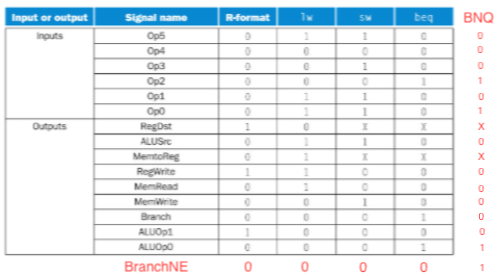 Input or output Signal name R-format lw sw beq BNQ
Inputs Op5 0 1 1 0 0
Op4 0 0 0 0 0
Op3 0 0 1 0 0
Op2 0 0 0 1 1
Op1 0 1 1 0 0
Op0 0 1 1 0 1
Outputs RegDst 1 0 X X X
ALUSrc 0 1 1 0 0
MemtoReg 0 1 X X X
RegWrite 1 1 0 0 0
MemRead 0 1 0 0 0
MemWrite 0 0 1 0 0
Branch 0 0 0 1 0
ALUOp1 1 0 0 0 0
ALUOp0 0 0 0 1 1
BranchNE 0 0 0 0 1